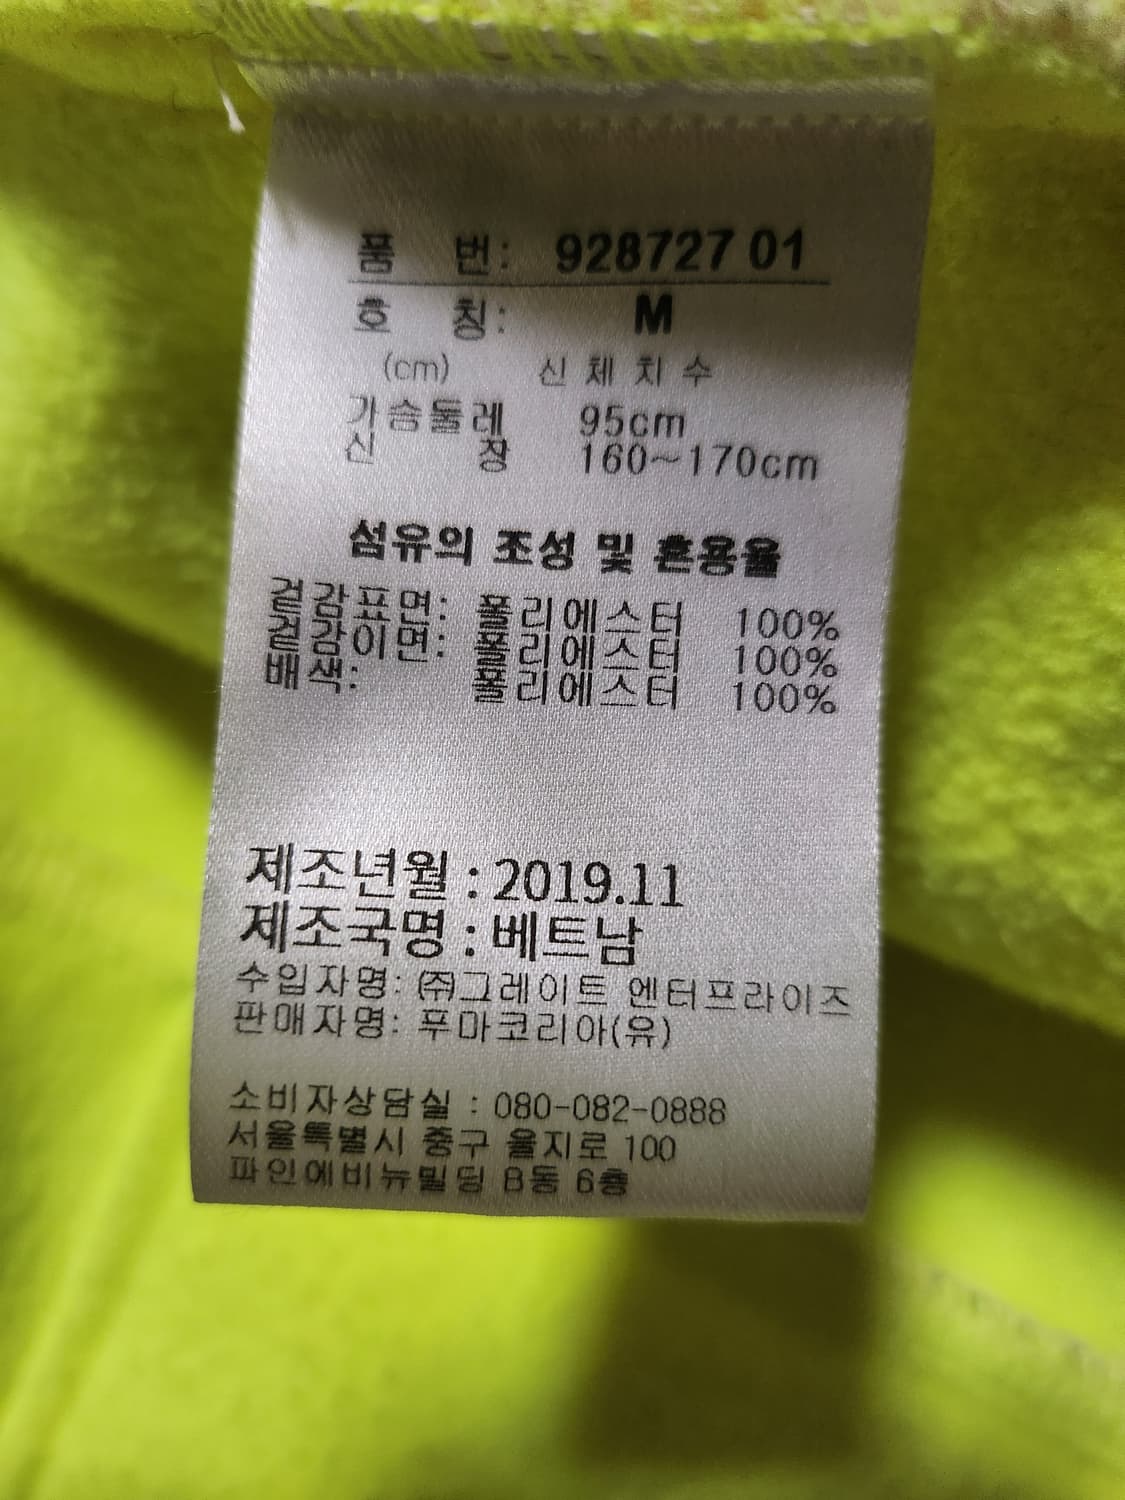 품 번: 928727 01
호 칭: M
(cm) 신 체 치 수
가슴둘레 95cm
신 장 160~170cm
섬유의 조성 및 혼용율
겉감표면: 폴리에스터 100%
겉감이면: 폴리에스터 100%
배색: 폴리에스터 100%
제조년월 : 2019.11
제조국명 : 베트남
수입자명: ㈜그레이트 엔터프라이즈
판매자명: 푸마코리아(유)
소비자상담실 : 080-082-0888
서울특별시 중구 을지로 100
파인에비뉴빌딩 B동 6층